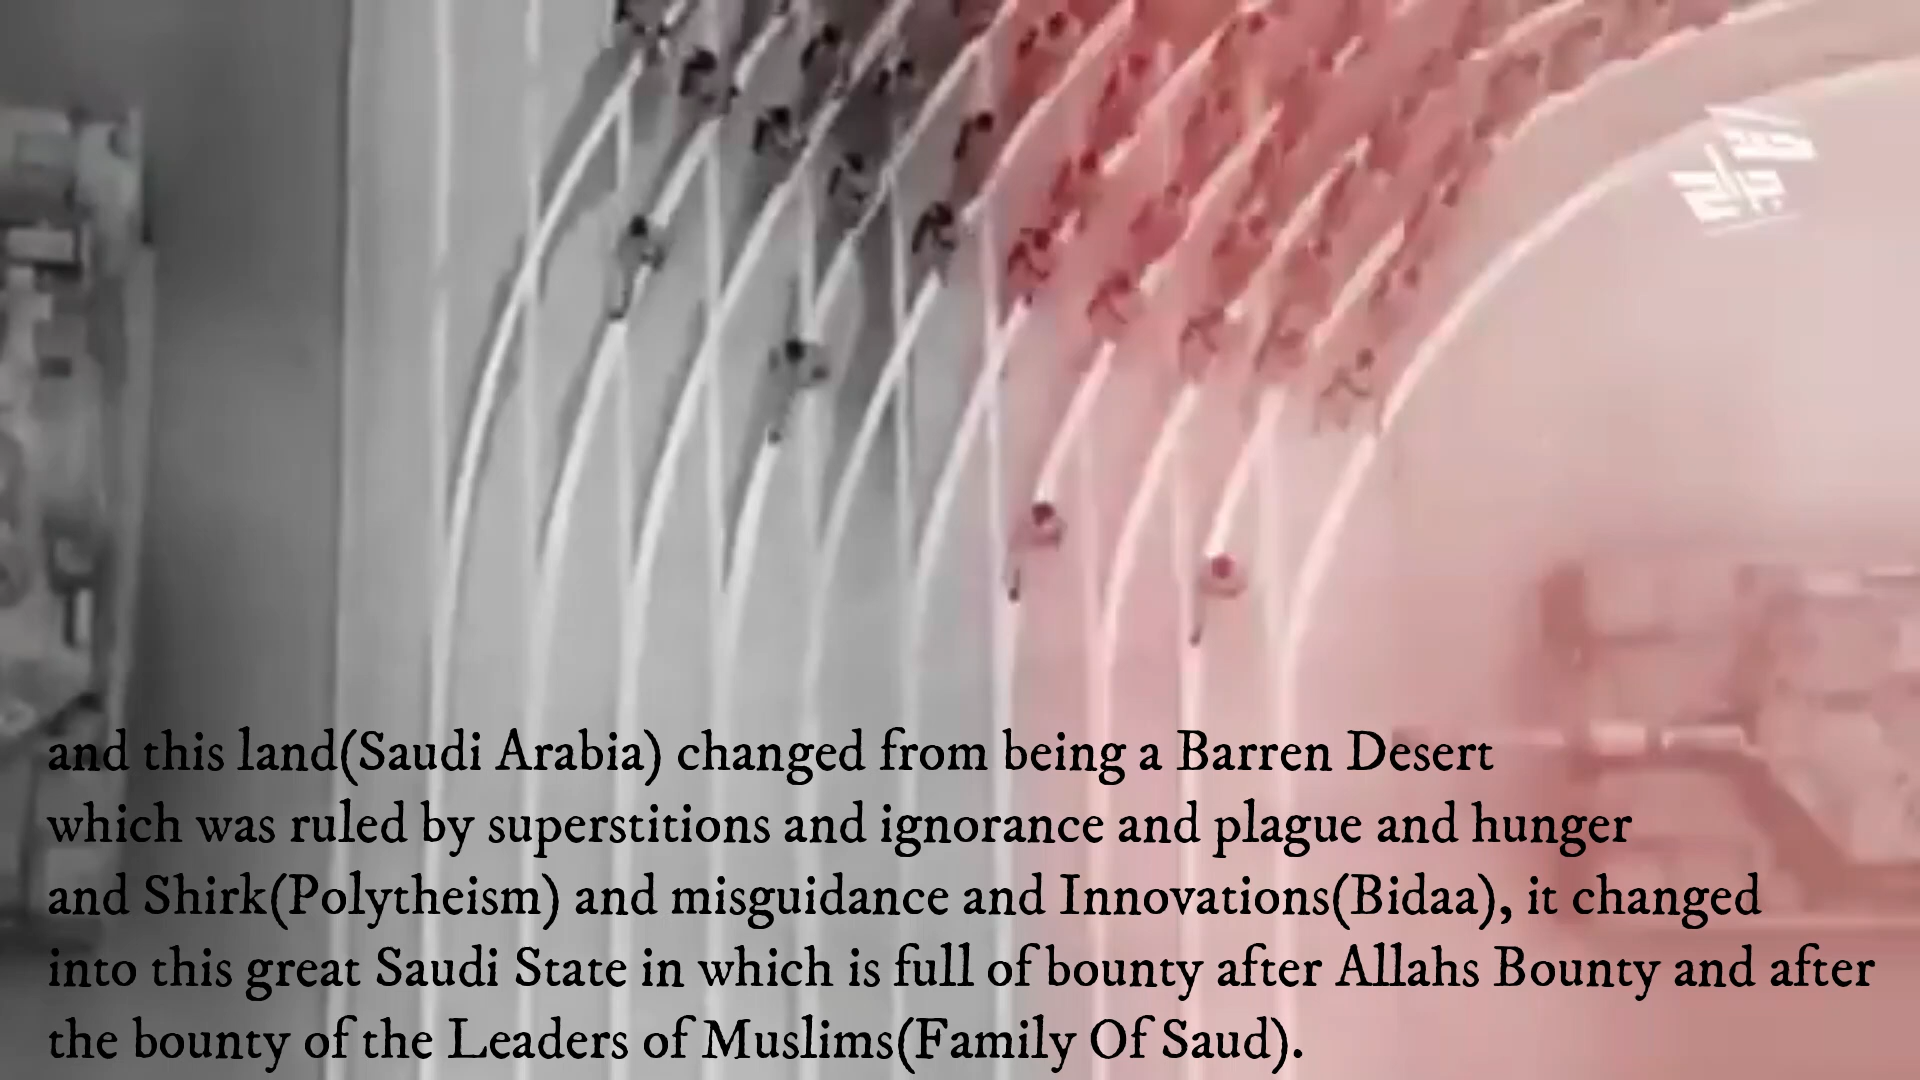 and this land(Saudi Arabia) changed from being a Barren Desert
which was ruled by superstitions and ignorance and plague and hunger
and Shirk(Polytheism) and misguidance and Innovations(Bidaa), it changed
into this great Saudi State in which is full of bounty after Allahs Bounty and after
the bounty of the Leaders of Muslims(Family Of Saud).